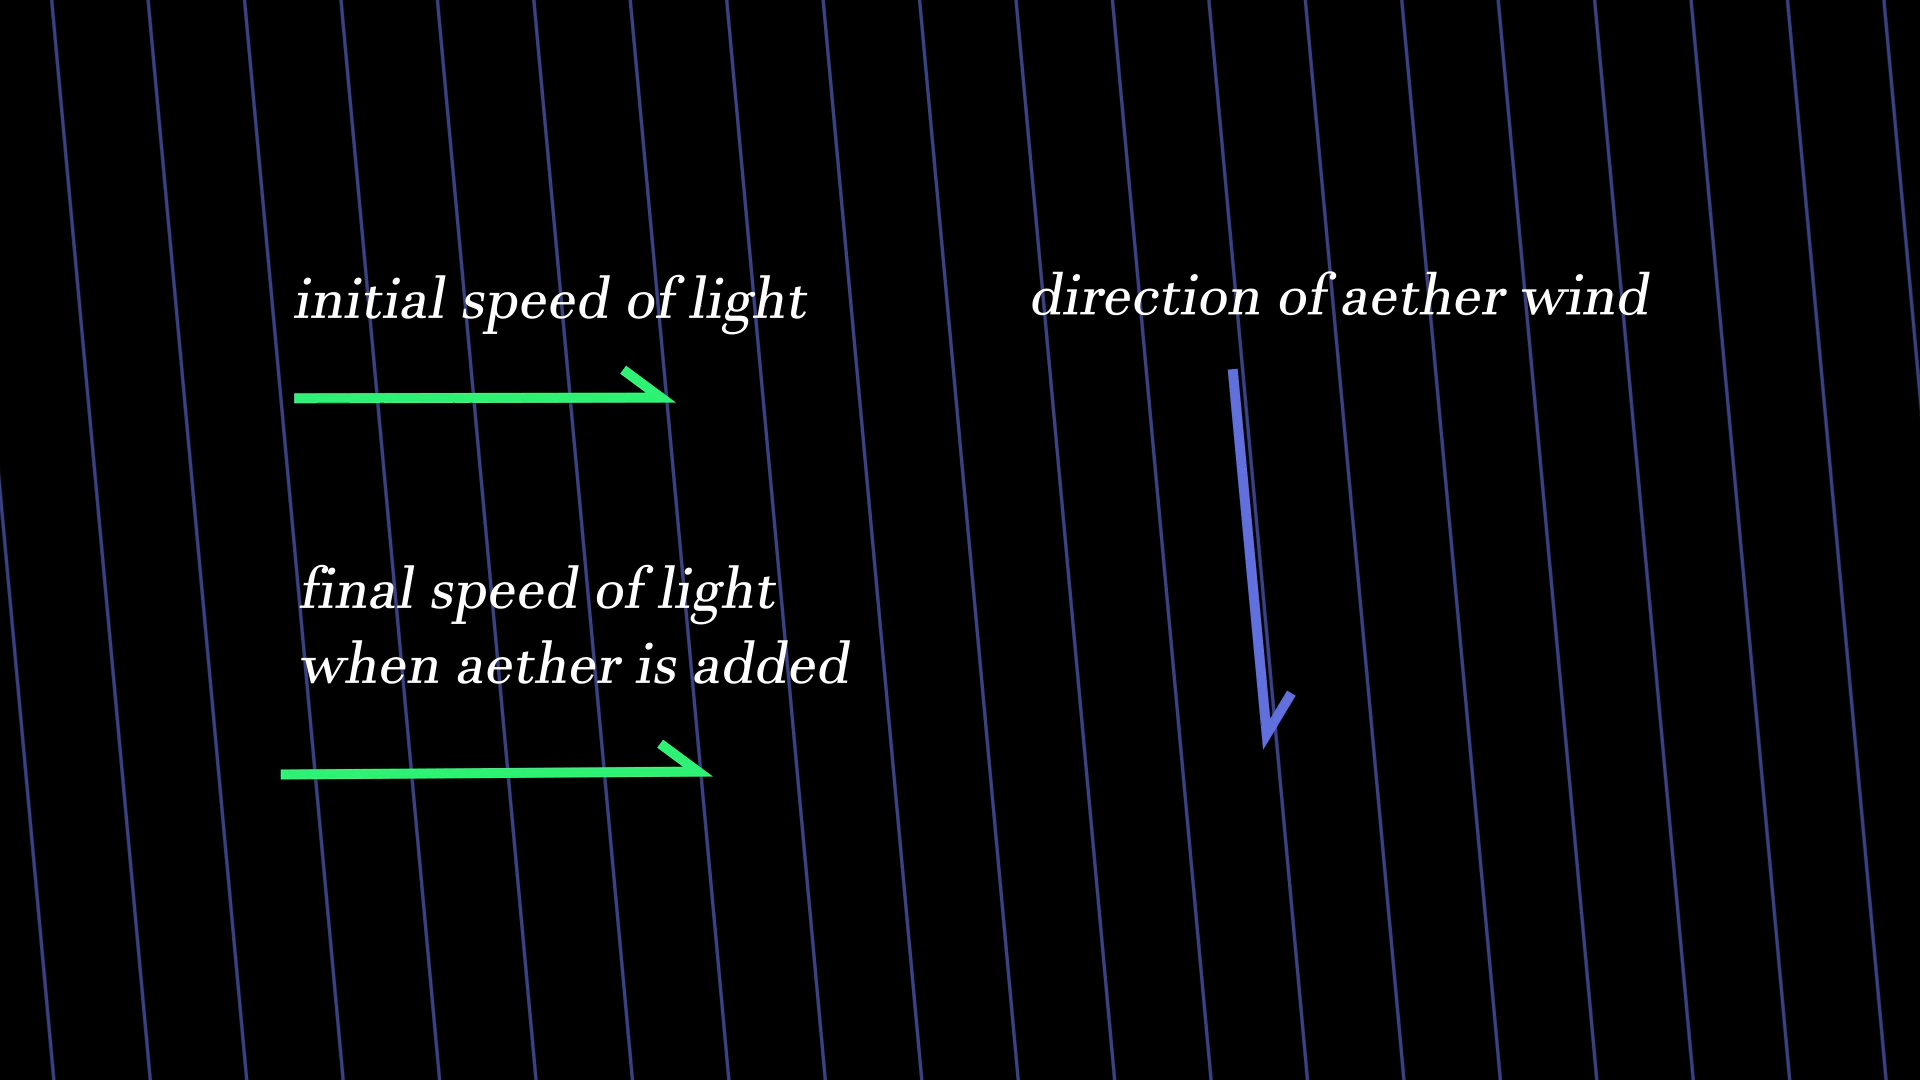 initial speed of light
direction of aether wind
final speed of light
when aether is added